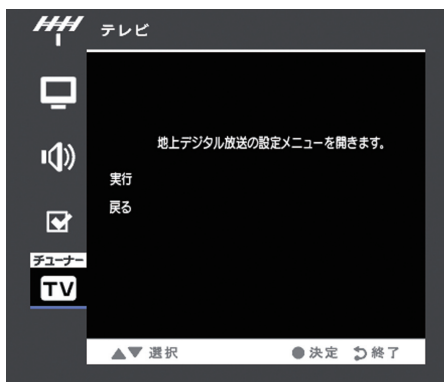 テレビ
地上デジタル放送の設定メニューを開きます。
実行
戻る
チューナー
TV
▲▼ 選択 ●決定 ⮌終了